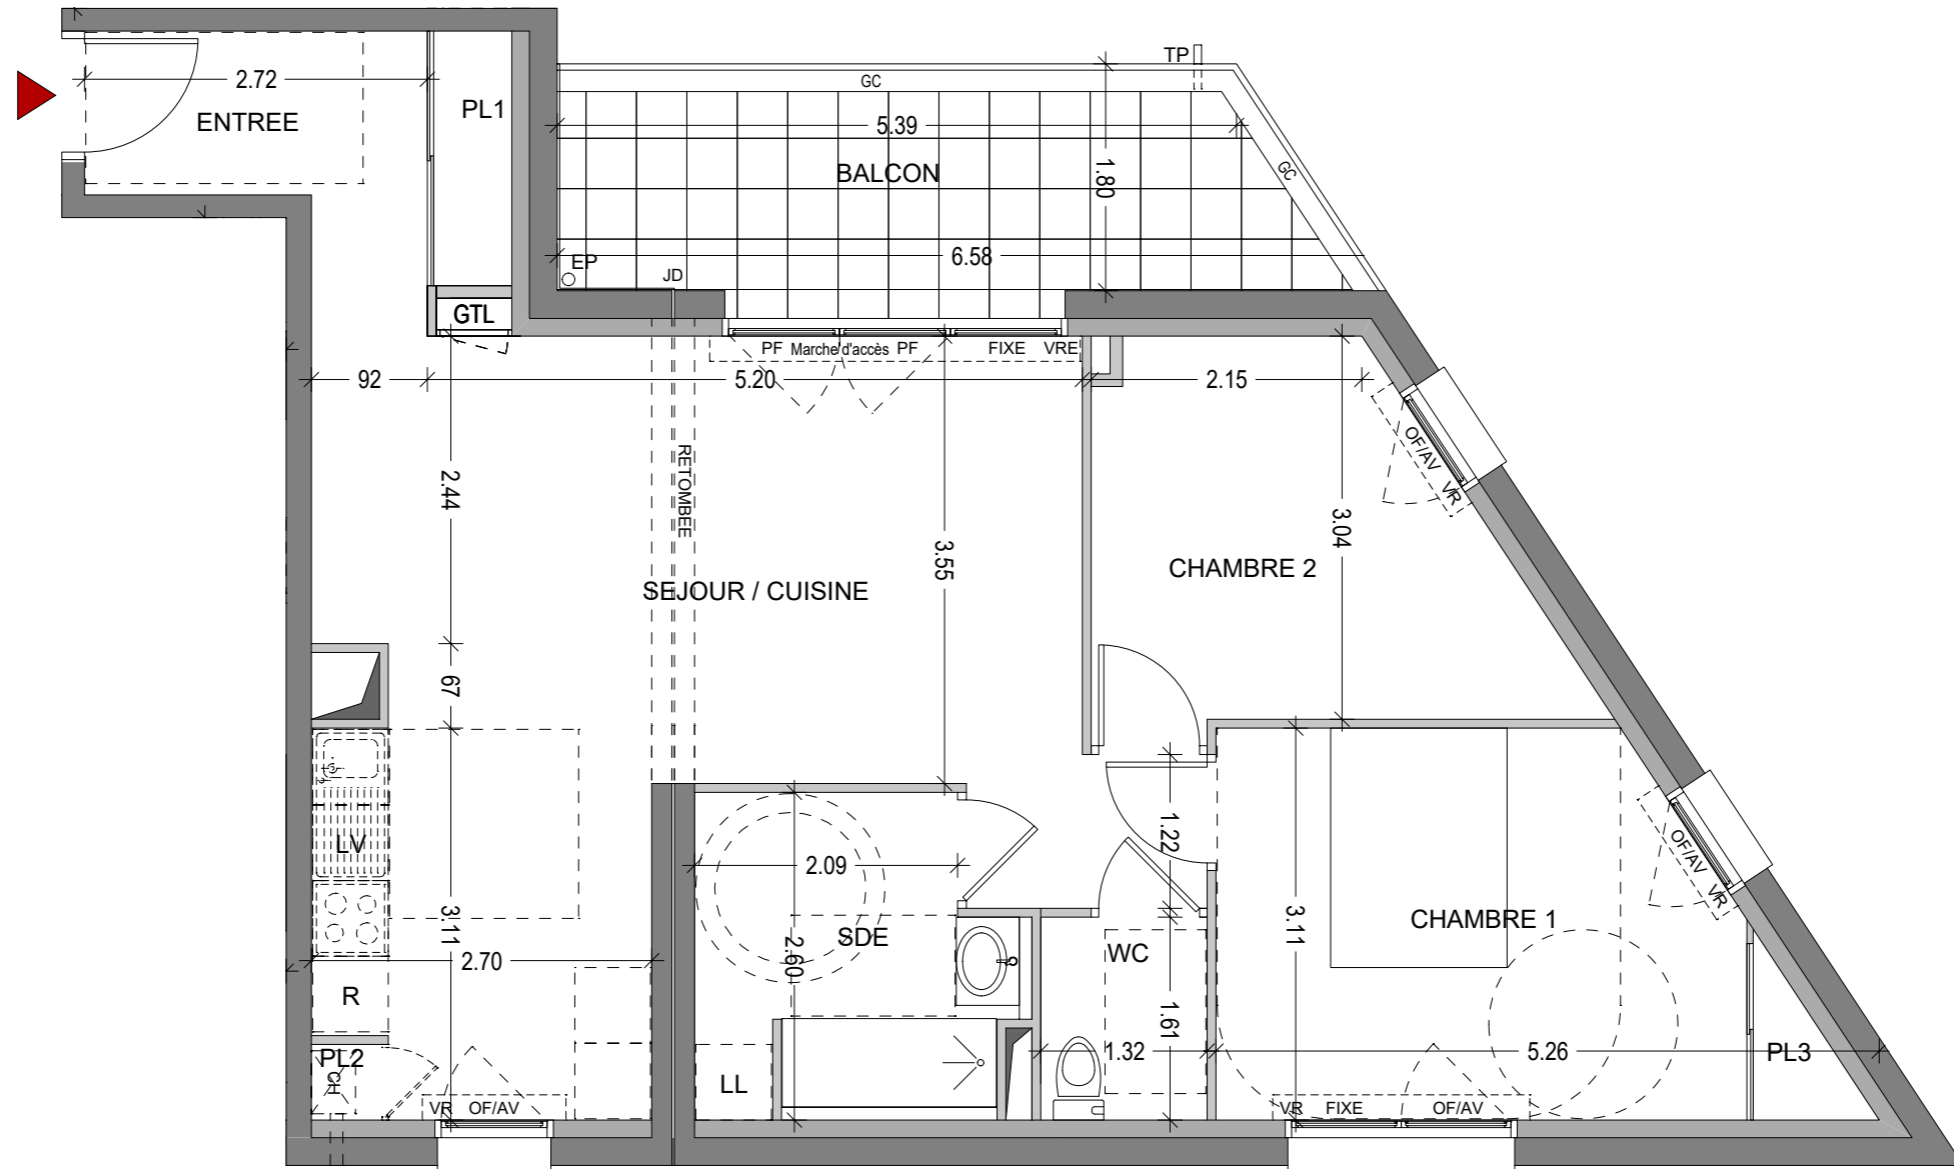 TP
GC
2.72
PL1
ENTREE
5.39
BALCON
1.80
GC
6.58
EP
JD
GTL
PF Marche d'accès PF FIXE VRE
92
5.20
2.15
OF/AV VR
2.44
RETOMBEE
3.04
3.55
CHAMBRE 2
SEJOUR / CUISINE
67
LV
2.09
1.22
OF/AV VR
3.11
CHAMBRE 1
3.11
SDE
2.60
WC
2.70
R
1.61
1.32
5.26
PL3
PL2
CH
LL
VR OF/AV
VR FIXE OF/AV